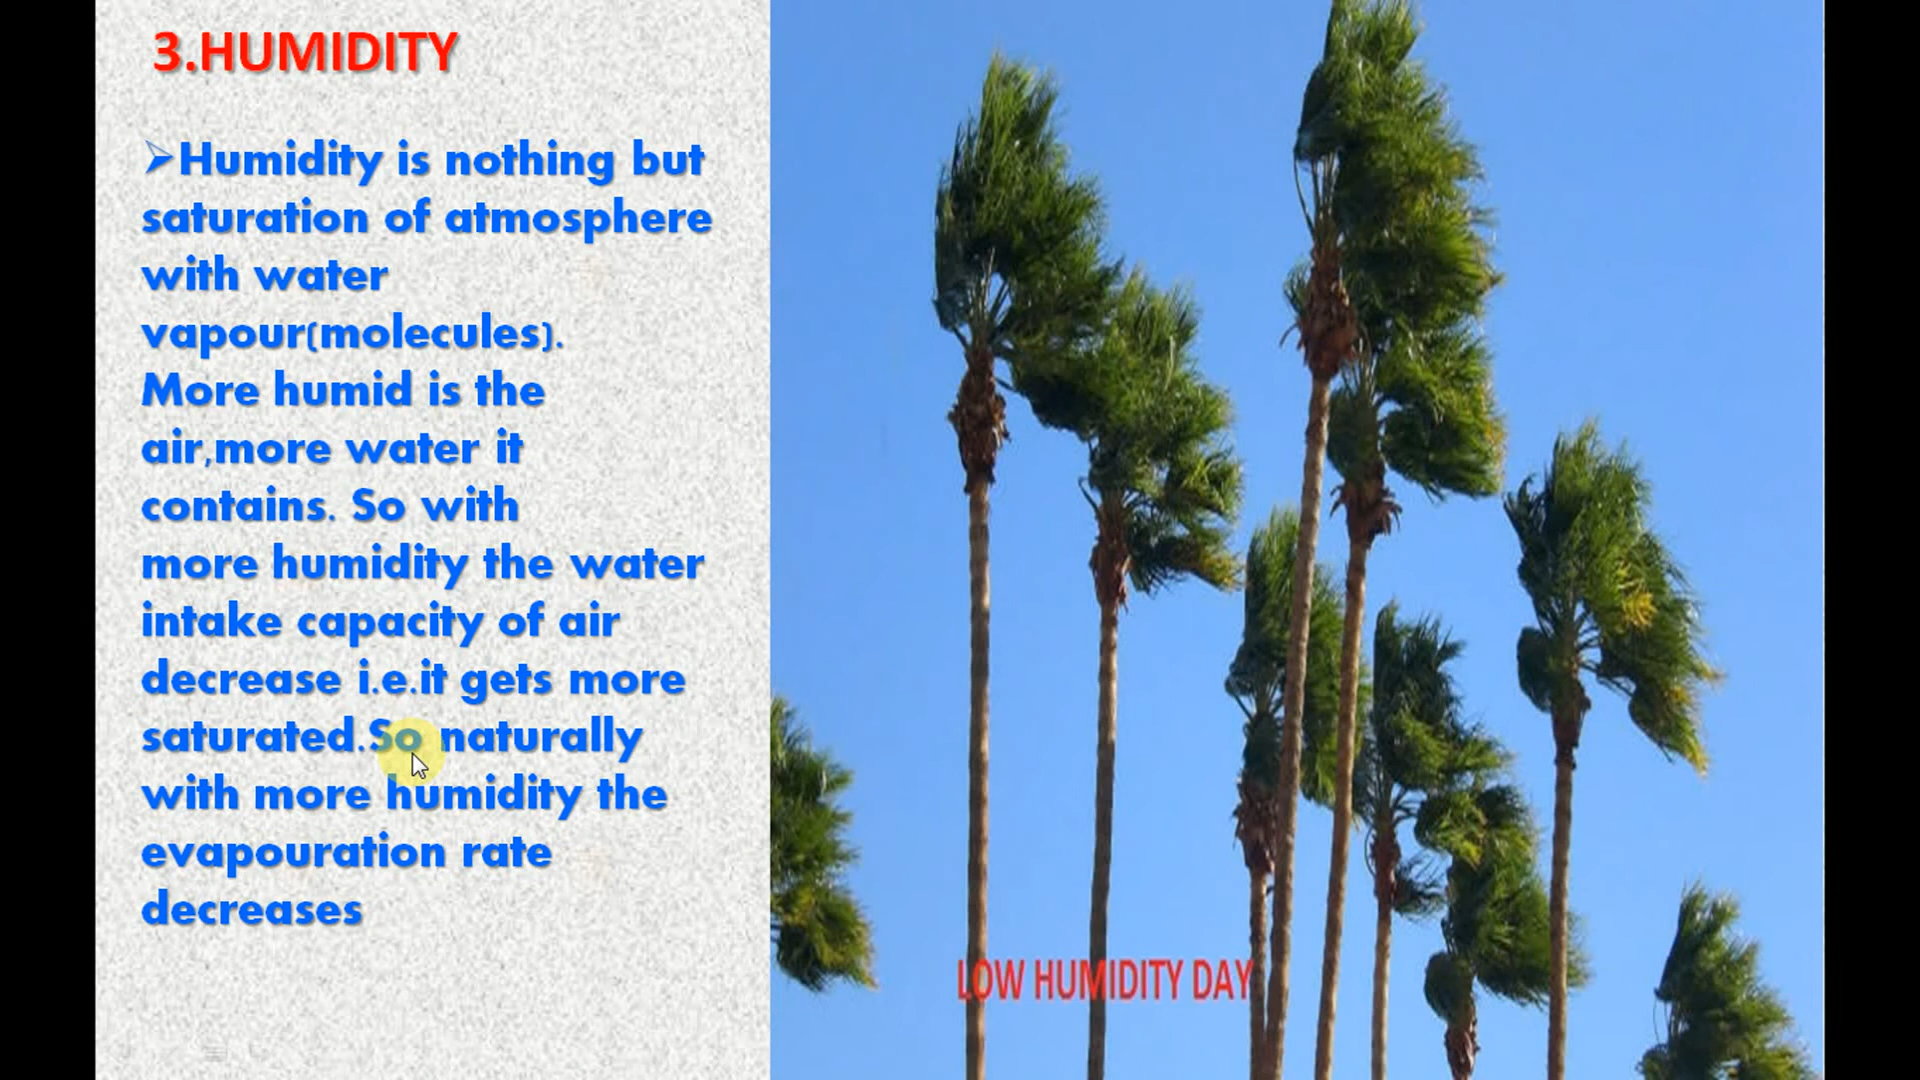 3.HUMIDITY
➢Humidity is nothing but
saturation of atmosphere
with water
vapour(molecules).
More humid is the
air,more water it
contains. So with
more humidity the water
intake capacity of air
decrease i.e.it gets more
saturated.So naturally
with more humidity the
evapouration rate
decreases
LOW HUMIDITY DAY